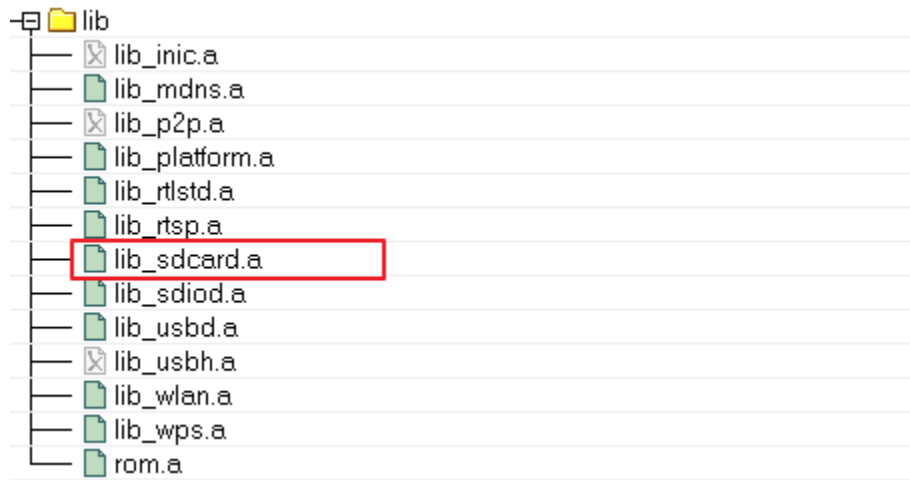 lib
lib_inic.a
lib_mdns.a
lib_p2p.a
lib_platform.a
lib_rtlstd.a
lib_rtsp.a
lib_sdcard.a
lib_sdiod.a
lib_usbd.a
lib_usbh.a
lib_wlan.a
lib_wps.a
rom.a